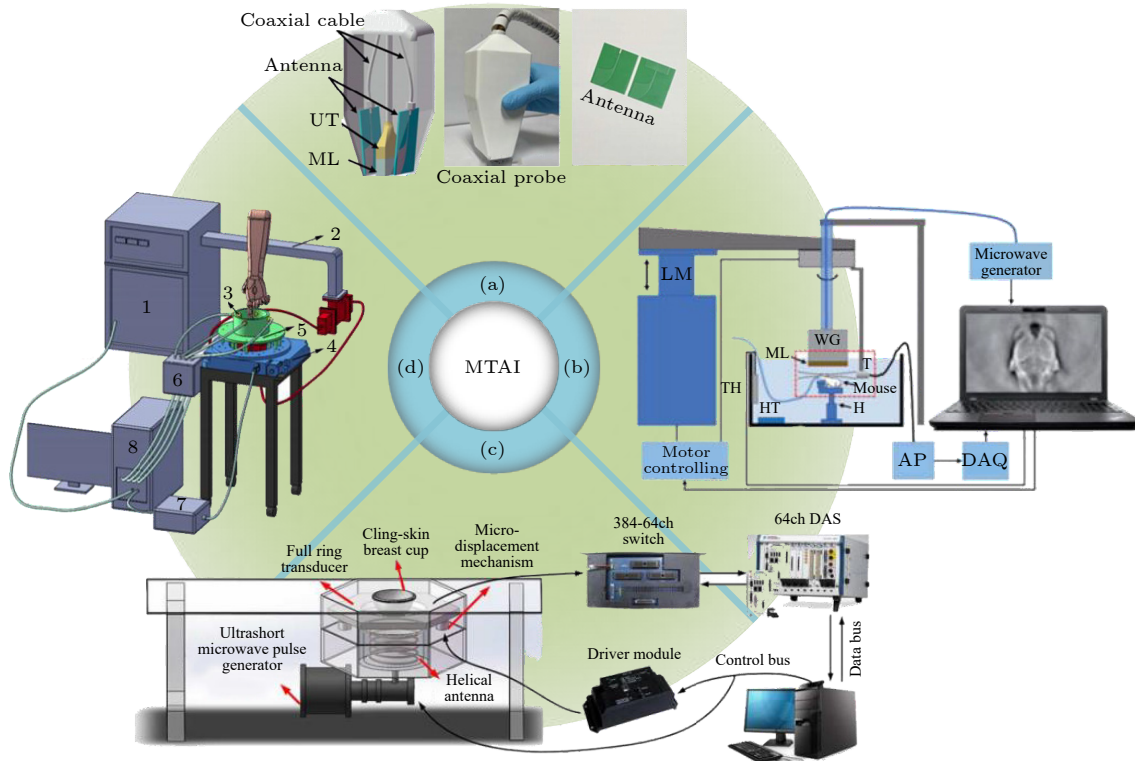 Coaxial cable
Antenna
UT
ML
Coaxial probe
Antenna
1
2
3
5
4
6
8
7
(a)
(b)
(c)
(d)
MTAI
LM
Microwave
generator
WG
ML
T
Mouse
TH
HT
H
Motor
controlling
AP
DAQ
Full ring
transducer
Cling-skin
breast cup
Micro-
displacement
mechanism
Ultrashort
microwave pulse
generator
Helical
antenna
384-64ch
switch
64ch DAS
Driver module
Control bus
Data bus